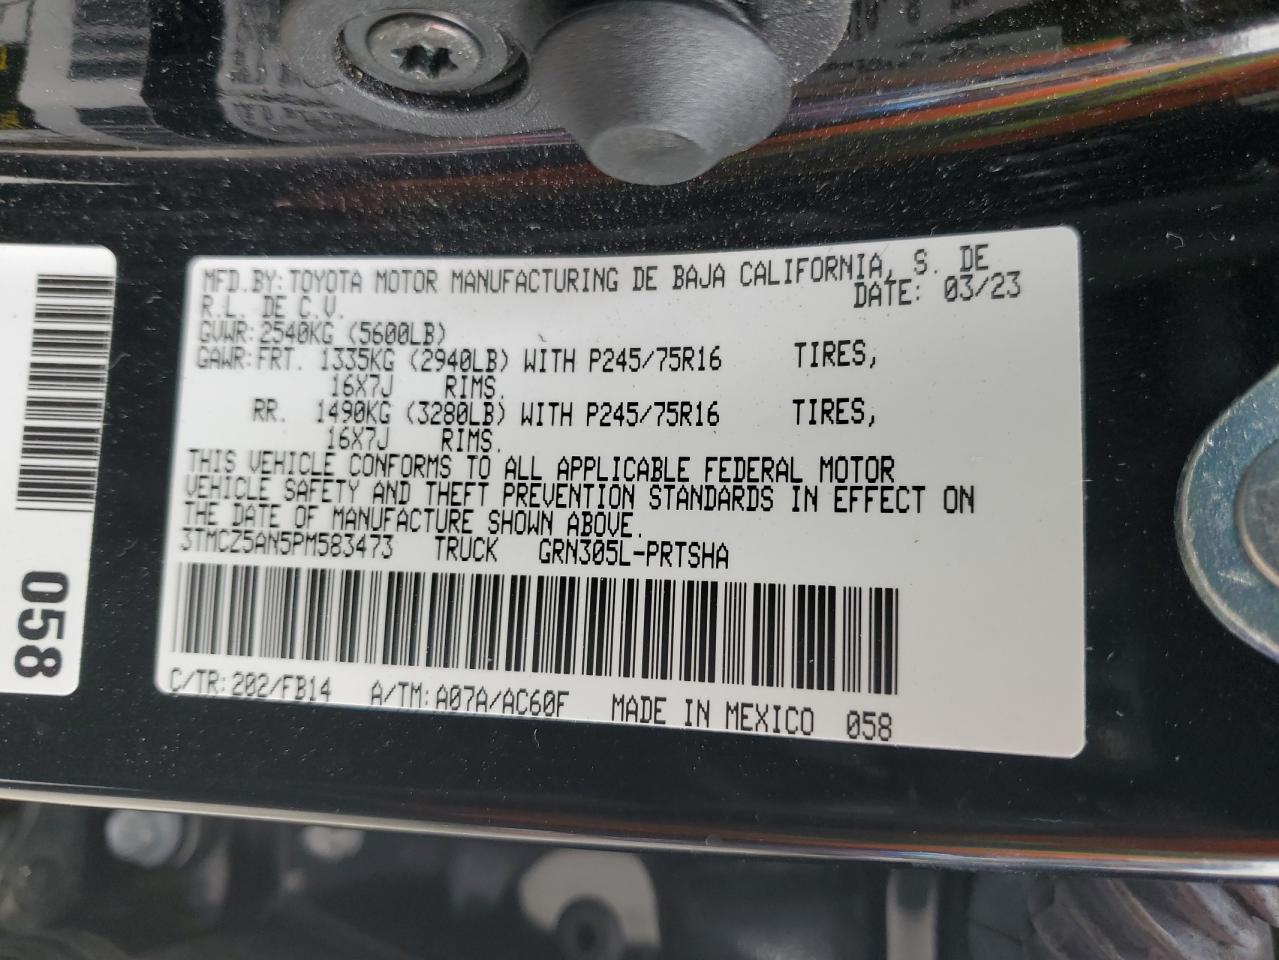 MFD.BY: TOYOTA MOTOR MANUFACTURING DE BAJA CALIFORNIA, S. DE
R.L. DE C.V. DATE: 03/23
GVWR: 2540KG (5600LB)
GAWR: FRT. 1335KG (2940LB) WITH P245/75R16 TIRES,
16X7J RIMS.
RR. 1490KG (3280LB) WITH P245/75R16 TIRES,
16X7J RIMS.
THIS VEHICLE CONFORMS TO ALL APPLICABLE FEDERAL MOTOR
VEHICLE SAFETY AND THEFT PREVENTION STANDARDS IN EFFECT ON
THE DATE OF MANUFACTURE SHOWN ABOVE.
3TMCZ5AN5PM583473 TRUCK GRN305L-PRTSHA
C/TR: 202/FB14 A/TM: A07A/AC60F MADE IN MEXICO 058
058